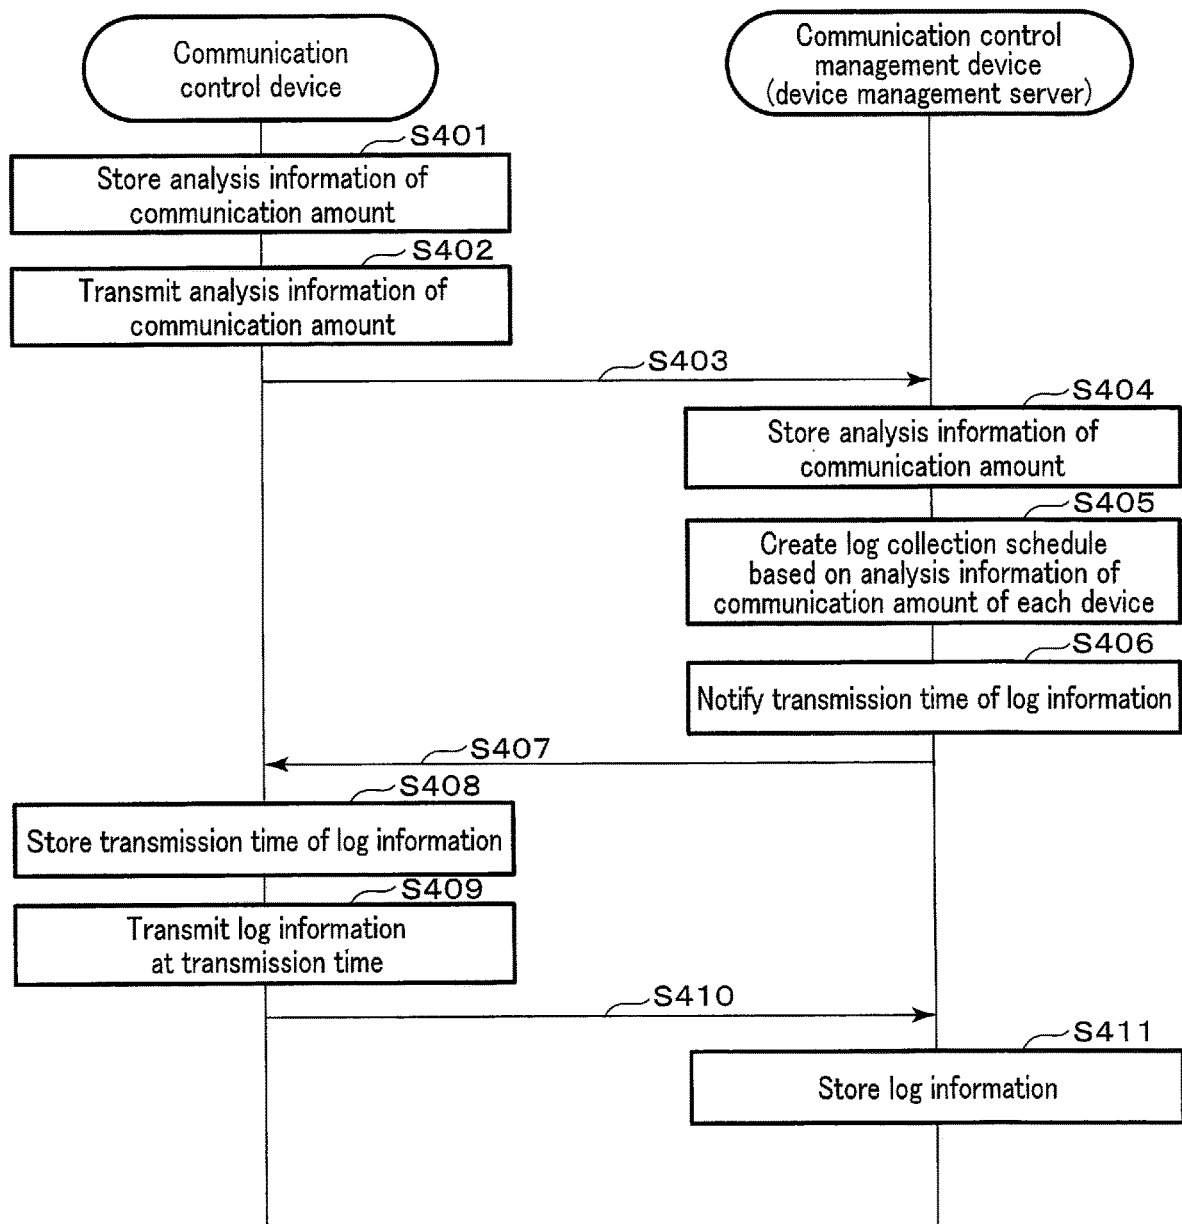 Communication
control device
Communication control
management device
(device management server)
S401
Store analysis information of
communication amount
S402
Transmit analysis information of
communication amount
S403
S404
Store analysis information of
communication amount
S405
Create log collection schedule
based on analysis information of
communication amount of each device
S406
Notify transmission time of log information
S407
S408
Store transmission time of log information
S409
Transmit log information
at transmission time
S410
S411
Store log information